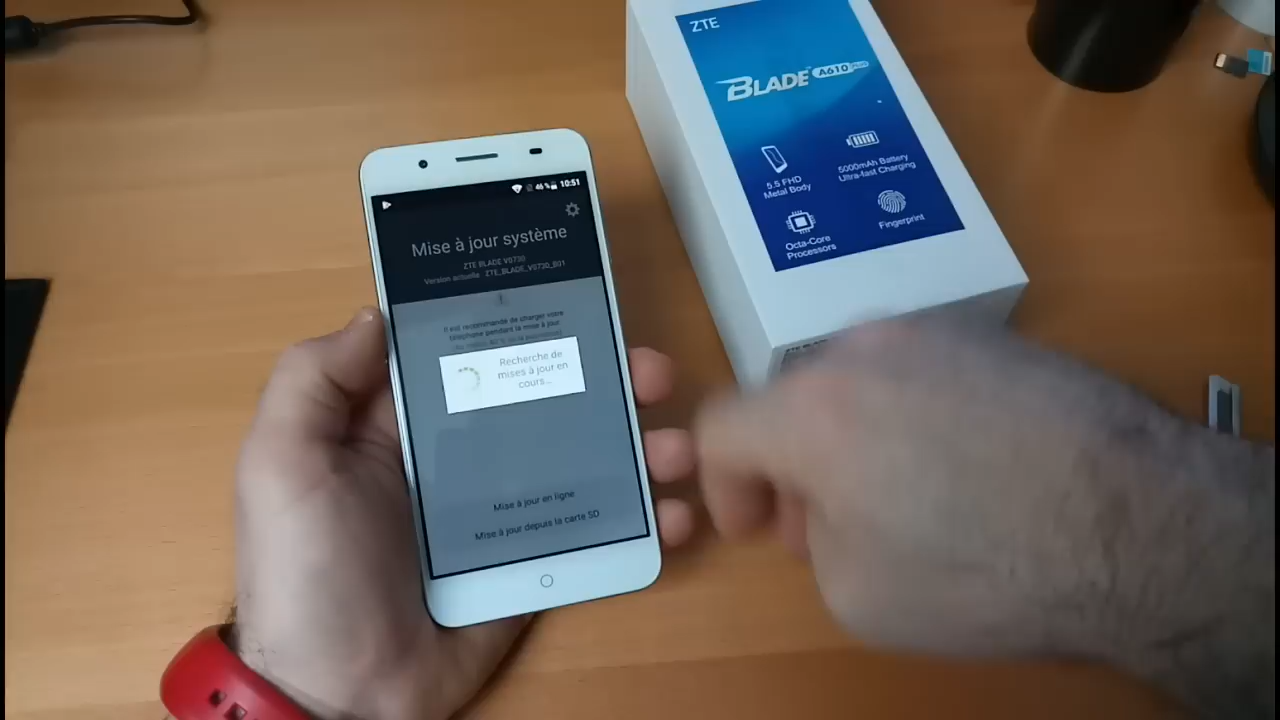 ZTE
BLADE A610 PLUS
5.5 FHD
Metal Body
5000mAh Battery
Ultra-fast Charging
Octa-Core
Processors
Fingerprint
46% 10:51
Mise à jour système
ZTE BLADE V0730
Version actuelle ZTE_BLADE_V0730_B01
Il est recommandé de charger votre
téléphone pendant la mise à jour
Recherche de
mises à jour en
cours...
Mise à jour en ligne
Mise à jour depuis la carte SD